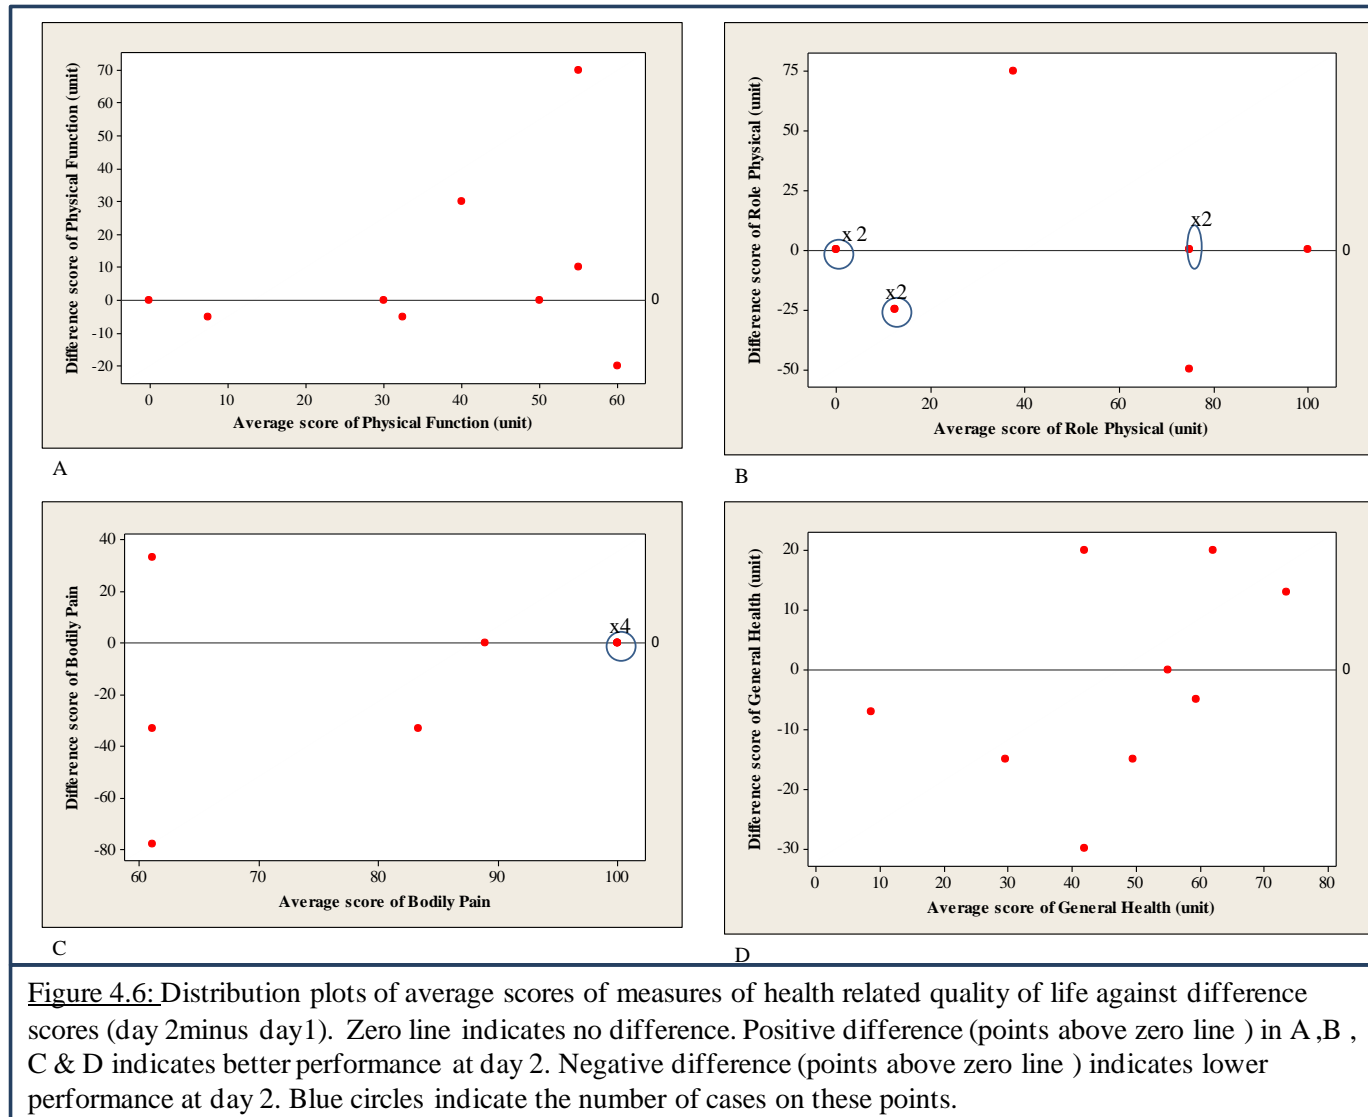 Difference score of Physical Function (unit)
70
60
50
40
30
20
10
0
-10
-20
0
0 10 20 30 40 50 60
Average score of Physical Function (unit)
A
Difference score of Role Physical (unit)
75
50
25
0
-25
-50
x 2
x2
x2
0
0 20 40 60 80 100
Average score of Role Physical (unit)
B
Difference score of Bodily Pain
40
20
0
-20
-40
-60
-80
x4
0
60 70 80 90 100
Average score of Bodily Pain
C
Difference score of General Health (unit)
20
10
0
-10
-20
-30
0
0 10 20 30 40 50 60 70 80
Average score of General Health (unit)
D
Figure 4.6: Distribution plots of average scores of measures of health related quality of life against difference
scores (day 2minus day1). Zero line indicates no difference. Positive difference (points above zero line ) in A ,B ,
C & D indicates better performance at day 2. Negative difference (points above zero line ) indicates lower
performance at day 2. Blue circles indicate the number of cases on these points.